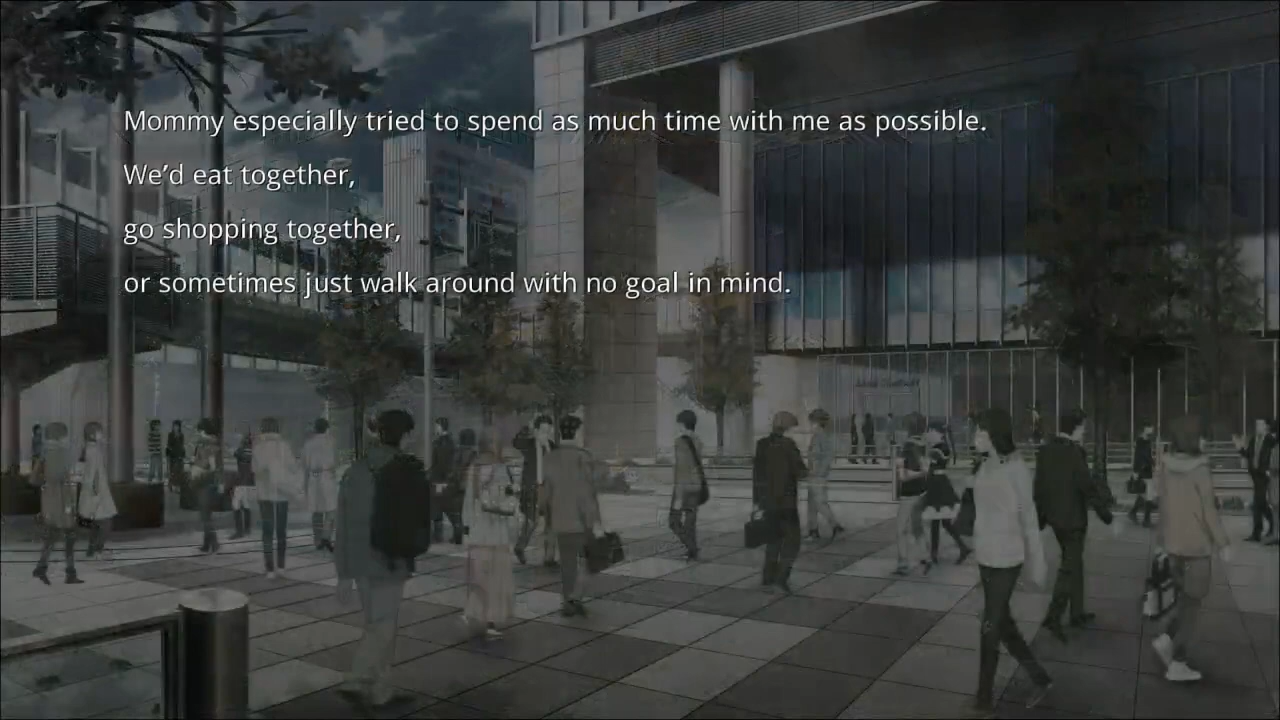 Mommy especially tried to spend as much time with me as possible.
We’d eat together,
go shopping together,
or sometimes just walk around with no goal in mind.